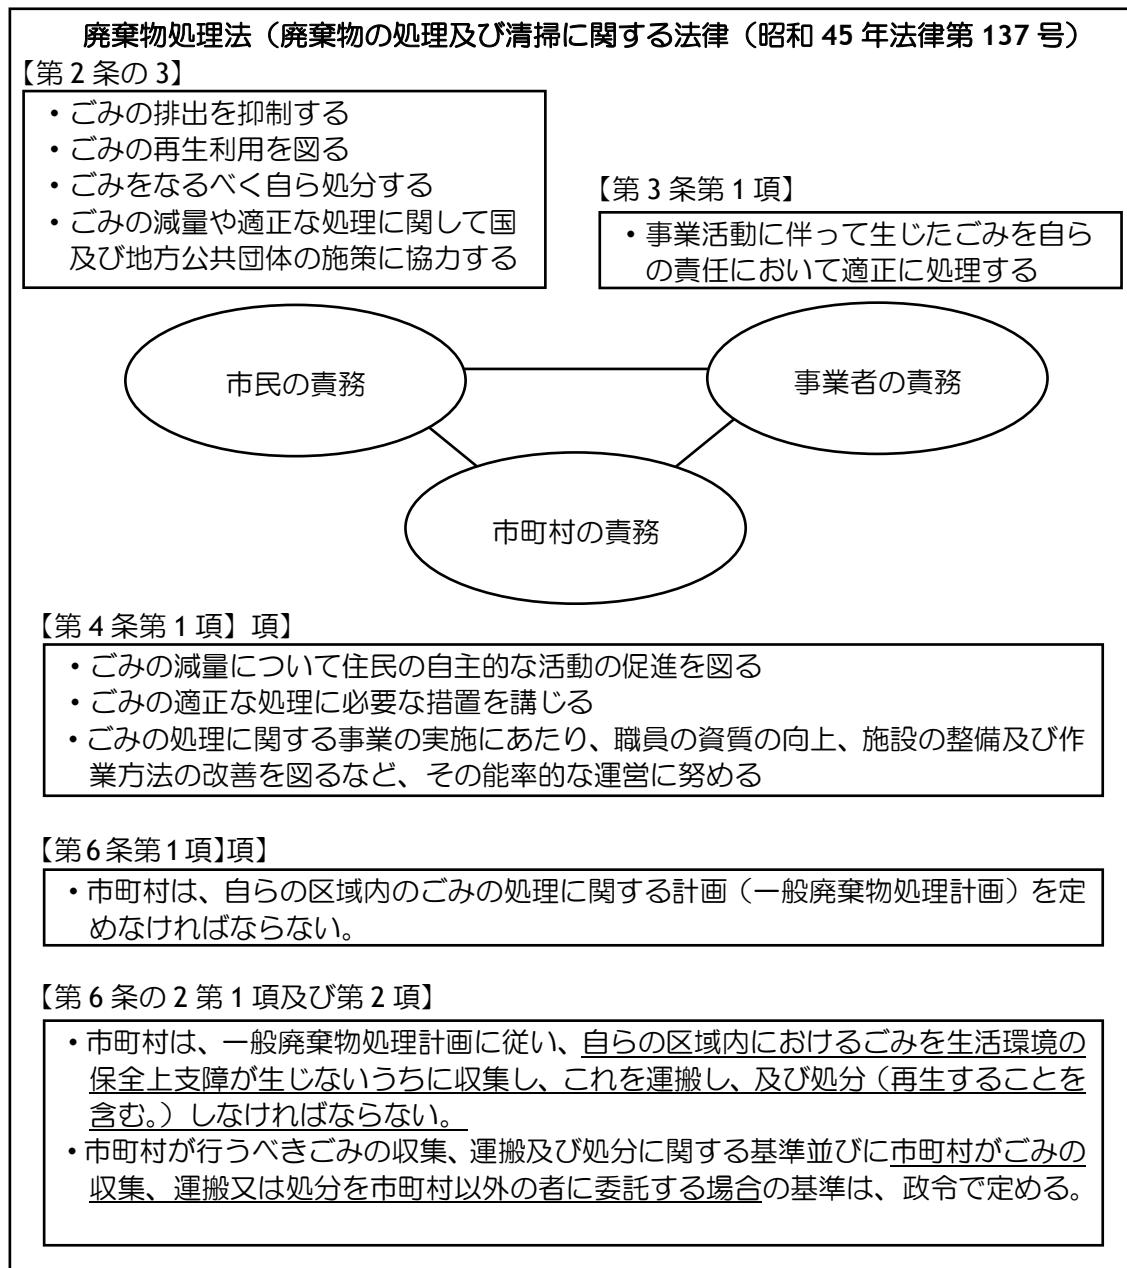 廃棄物処理法（廃棄物の処理及び清掃に関する法律（昭和 45 年法律第 137 号）
【第 2 条の 3】
・ごみの排出を抑制する
・ごみの再生利用を図る
・ごみをなるべく自ら処分する
・ごみの減量や適正な処理に関して国
及び地方公共団体の施策に協力する
【第 3 条第 1 項】
・事業活動に伴って生じたごみを自ら
の責任において適正に処理する
市民の責務
事業者の責務
市町村の責務
【第 4 条第 1 項】項】
・ごみの減量について住民の自主的な活動の促進を図る
・ごみの適正な処理に必要な措置を講じる
・ごみの処理に関する事業の実施にあたり、職員の資質の向上、施設の整備及び作
業方法の改善を図るなど、その能率的な運営に努める
【第 6 条第 1 項】項】
・市町村は、自らの区域内のごみの処理に関する計画（一般廃棄物処理計画）を定
めなければならない。
【第 6 条の 2 第 1 項及び第 2 項】
・市町村は、一般廃棄物処理計画に従い、自らの区域内におけるごみを生活環境の
保全上支障が生じないうちに収集し、これを運搬し、及び処分（再生することを
含む。）しなければならない。
・市町村が行うべきごみの収集、運搬及び処分に関する基準並びに市町村がごみの
収集、運搬又は処分を市町村以外の者に委託する場合の基準は、政令で定める。